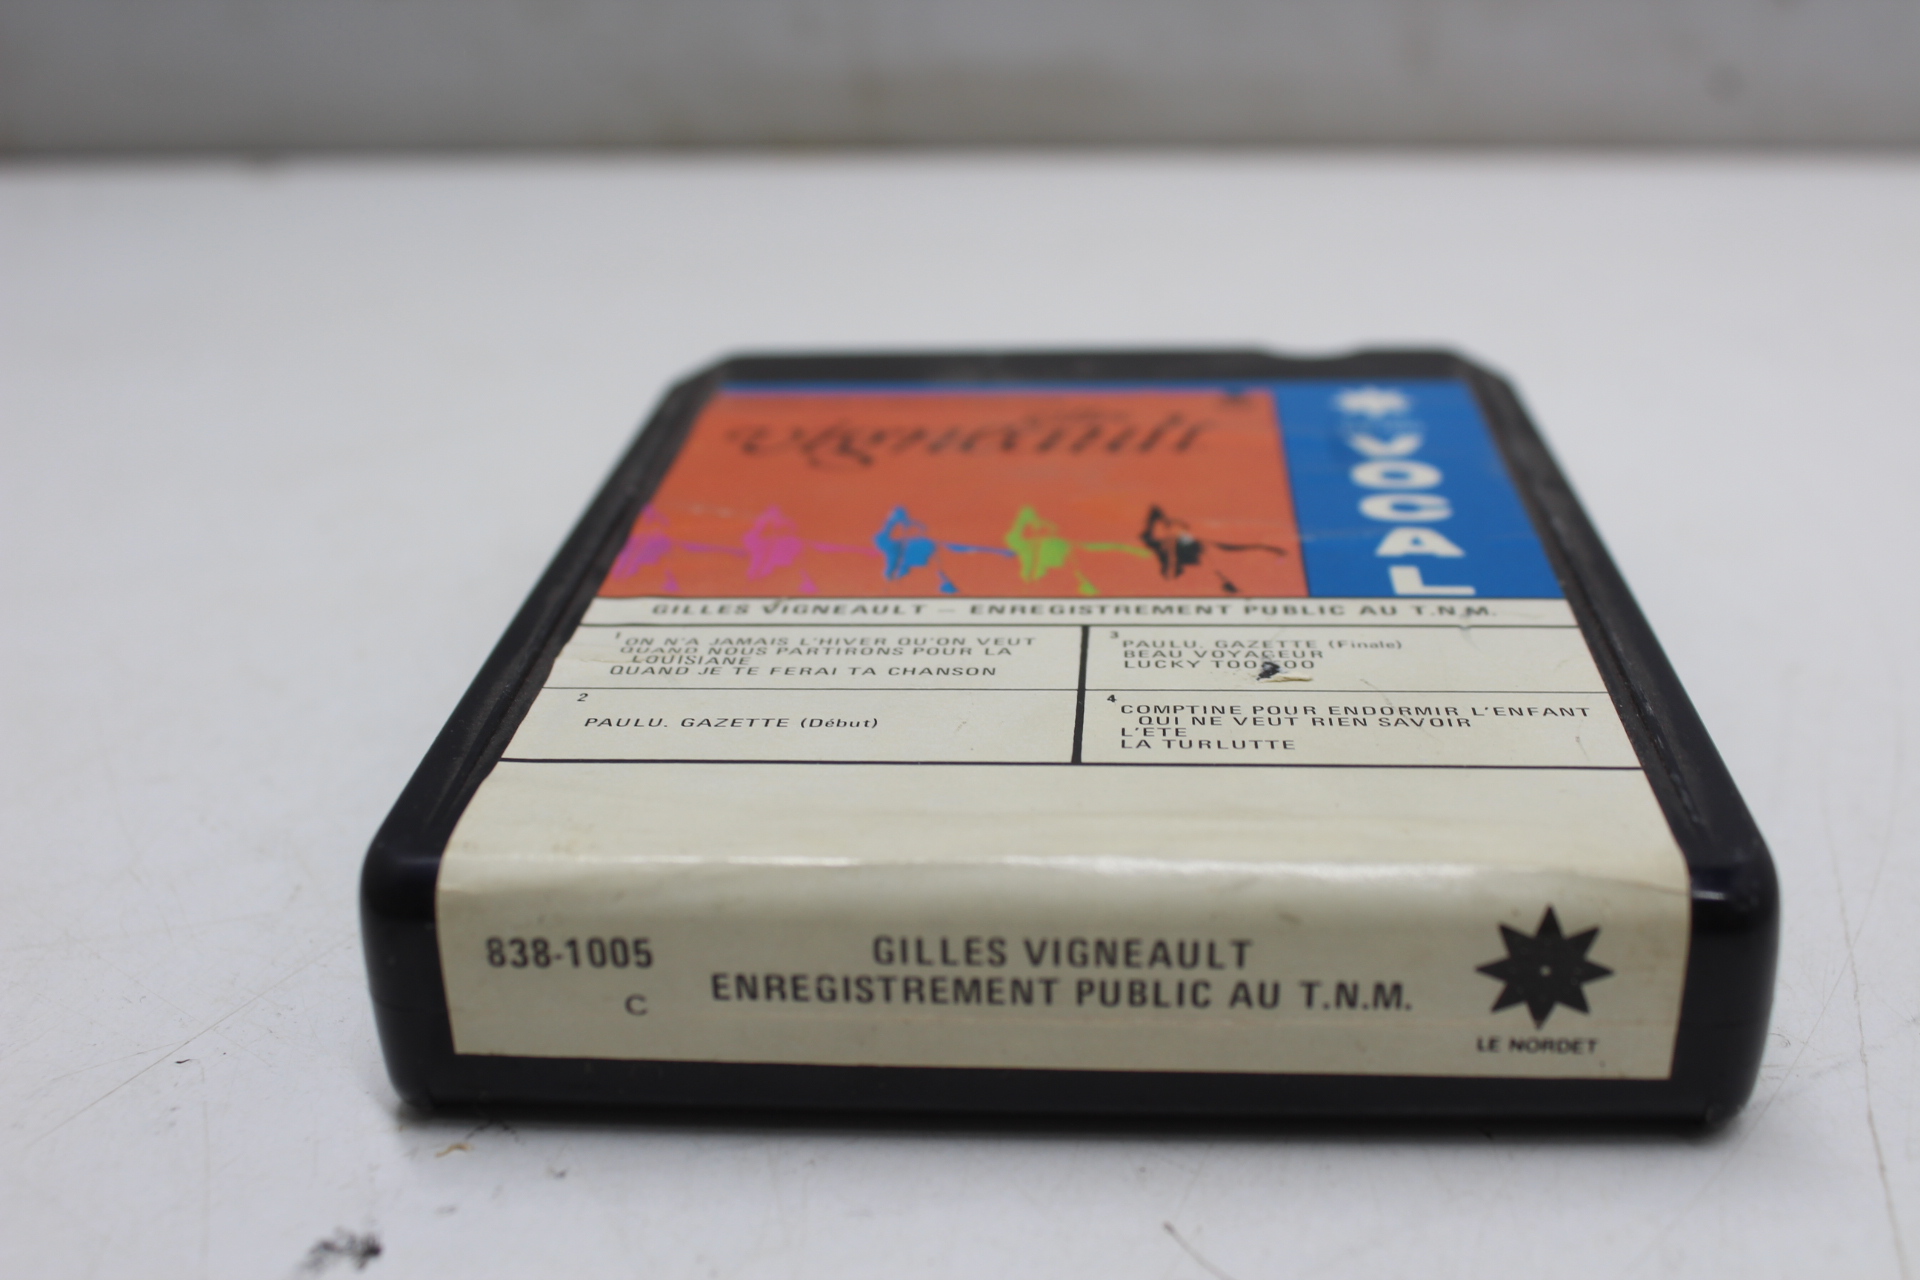 vigneault
VOCAL
GILLES VIGNEAULT — ENREGISTREMENT PUBLIC AU T.N.M.
1 ON N'A JAMAIS L'HIVER QU'ON VEUT
QUAND NOUS PARTIRONS POUR LA
LOUISIANE
QUAND JE TE FERAI TA CHANSON
2
PAULU. GAZETTE (Début)
3 PAULU. GAZETTE (Finale)
BEAU VOYAGEUR
LUCKY
4 COMPTINE POUR ENDORMIR L'ENFANT
QUI NE VEUT RIEN SAVOIR
L'ETE
LA TURLUTTE
838-1005
C
GILLES VIGNEAULT
ENREGISTREMENT PUBLIC AU T.N.M.
LE NORDET